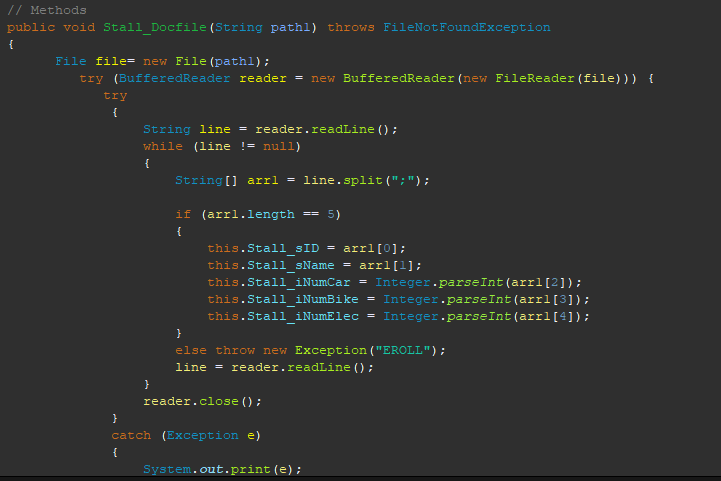 // Methods
public void Stall_Docfile(String path1) throws FileNotFoundException
{
File file= new File(path1);
try (BufferedReader reader = new BufferedReader(new FileReader(file))) {
try
{
String line = reader.readLine();
while (line != null)
{
String[] arr1 = line.split(";");
if (arr1.length == 5)
{
this.Stall_sID = arr1[0];
this.Stall_sName = arr1[1];
this.Stall_iNumCar = Integer.parseInt(arr1[2]);
this.Stall_iNumBike = Integer.parseInt(arr1[3]);
this.Stall_iNumElec = Integer.parseInt(arr1[4]);
}
else throw new Exception("EROLL");
line = reader.readLine();
}
reader.close();
}
catch (Exception e)
{
System.out.print(e);